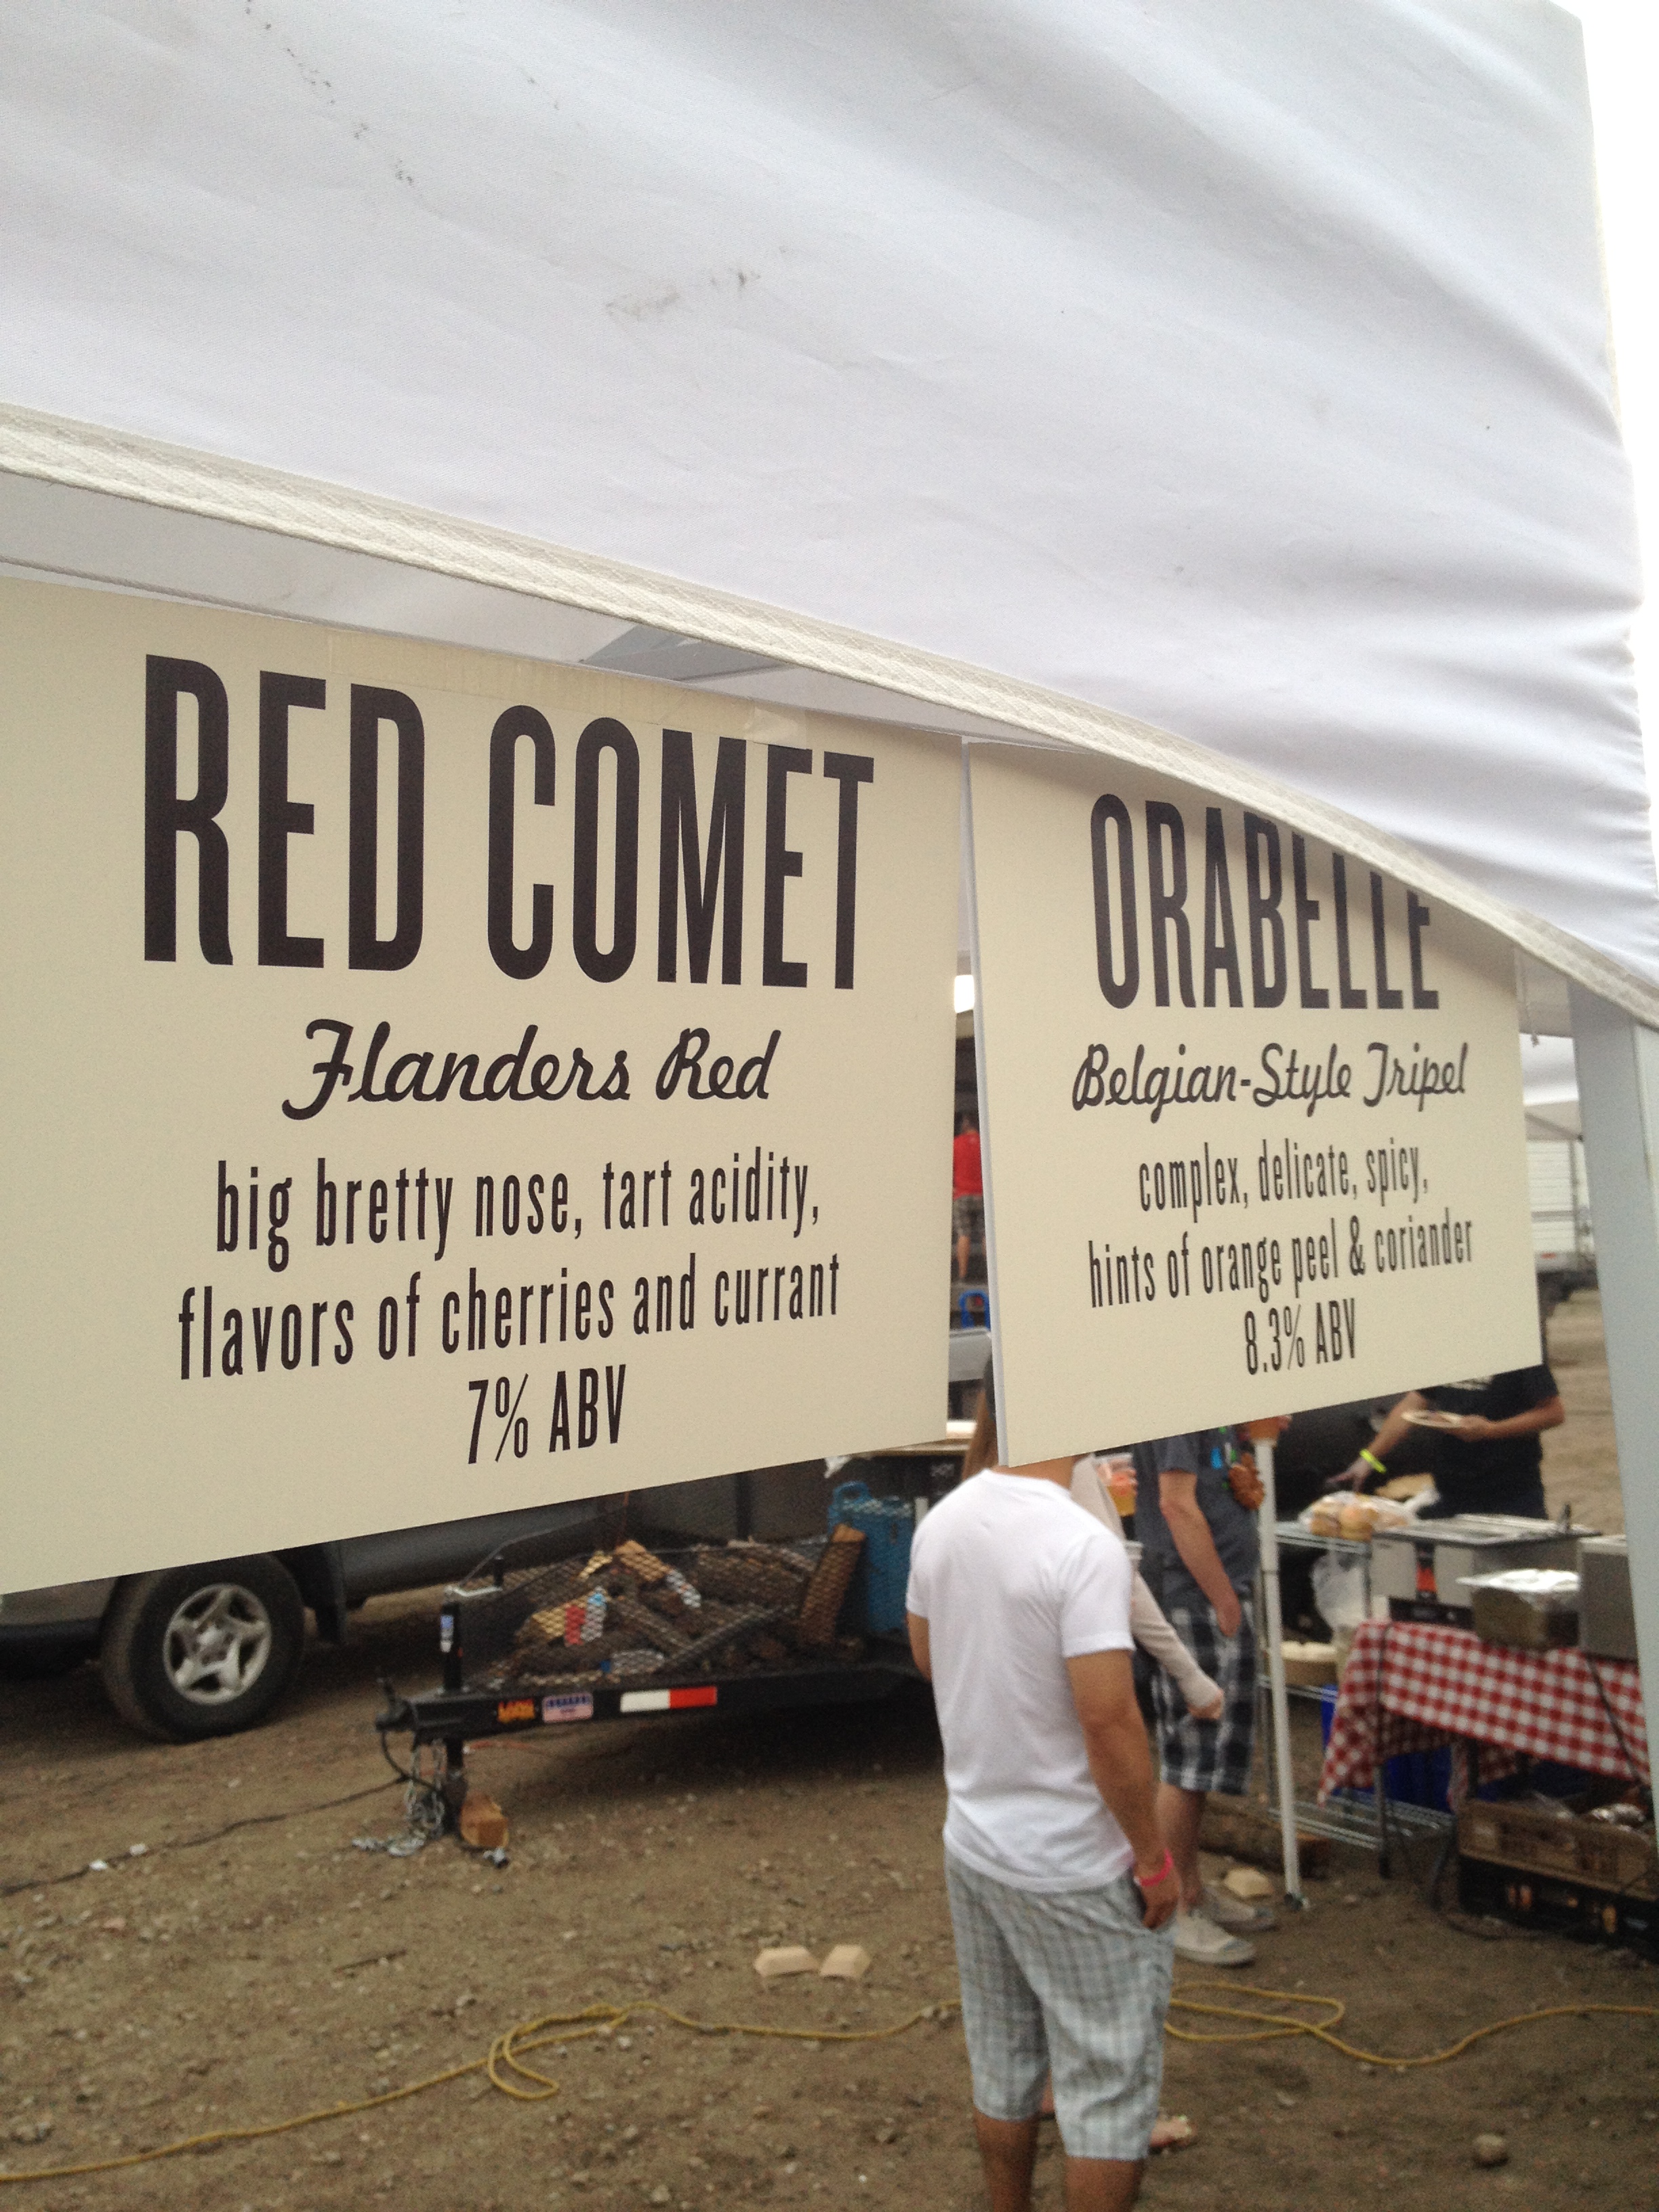 RED COMET
Flanders Red
big bretty nose, tart acidity,
flavors of cherries and currant
7% ABV
ORABELLE
Belgian-Style Tripel
complex, delicate, spicy,
hints of orange peel & coriander
8.3% ABV